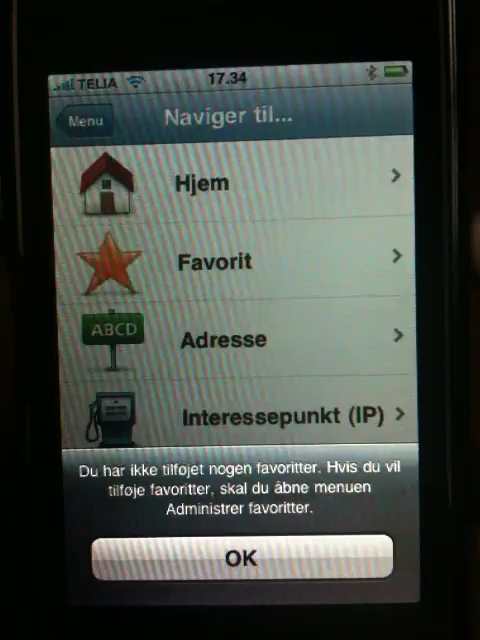 TELIA 17.34
Menu Naviger til...
Hjem
Favorit
ABCD
Adresse
Interessepunkt (IP)
Du har ikke tilføjet nogen favoritter. Hvis du vil
tilføje favoritter, skal du åbne menuen
Administrer favoritter.
OK